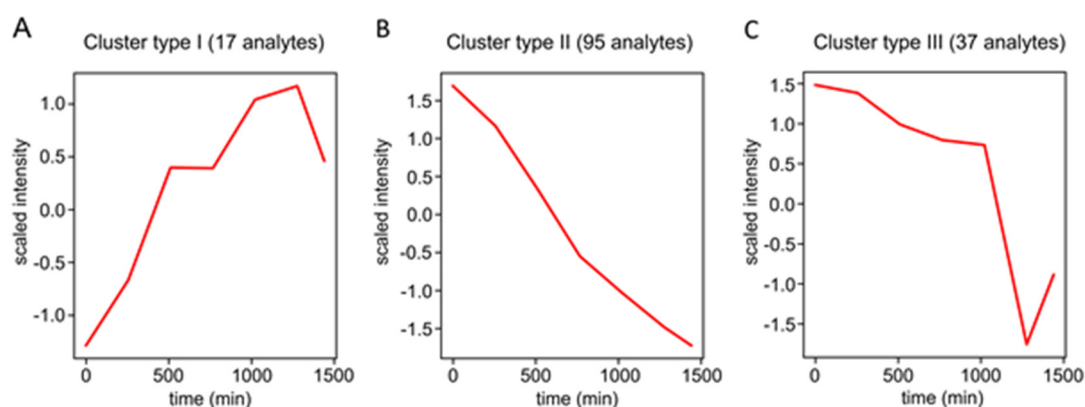 A
Cluster type I (17 analytes)
scaled intensity
1.0
0.5
0.0
-0.5
-1.0
0 500 1000 1500
time (min)
B
Cluster type II (95 analytes)
scaled intensity
1.5
1.0
0.5
0.0
-0.5
-1.0
-1.5
0 500 1000 1500
time (min)
C
Cluster type III (37 analytes)
scaled intensity
1.5
1.0
0.5
0.0
-0.5
-1.0
-1.5
0 500 1000 1500
time (min)